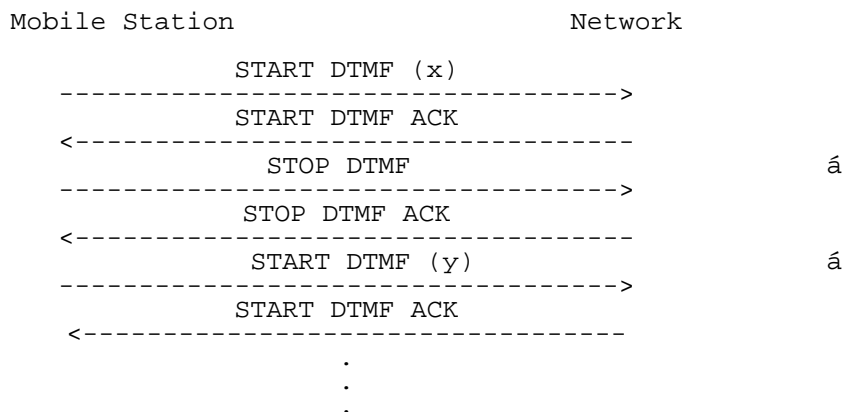 Mobile Station Network
START DTMF (x)
----------------------------------->
START DTMF ACK
<-----------------------------------
STOP DTMF á
----------------------------------->
STOP DTMF ACK
<-----------------------------------
START DTMF (y) á
----------------------------------->
START DTMF ACK
<----------------------------------
.
.
.